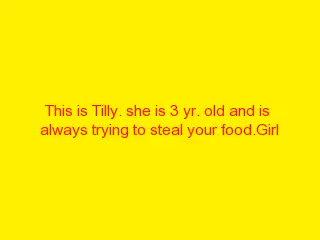 This is Tilly. she is 3 yr. old and is
always trying to steal your food.Girl